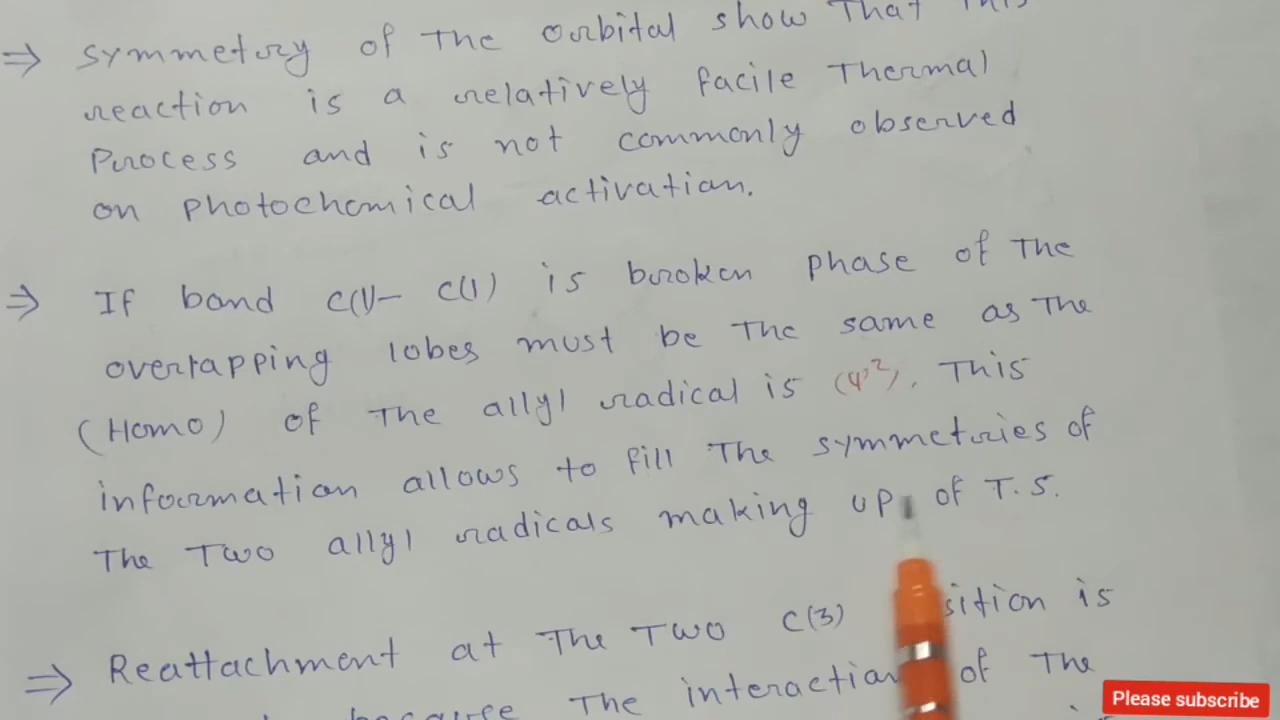 ⇒ Symmetry of The orbital show That This
reaction is a relatively facile Thermal
Process and is not commonly observed
on photochemical activation.
⇒ If bond C(1)- C(1) is broken phase of The
overlapping lobes must be The same as The
(Homo) of The allyl radical is (ψ²). This
information allows to fill The symmetries of
The Two allyl radicals making up of T.S.
⇒ Reattachment at The Two C(3) sition is
because The interaction of The
Please subscribe